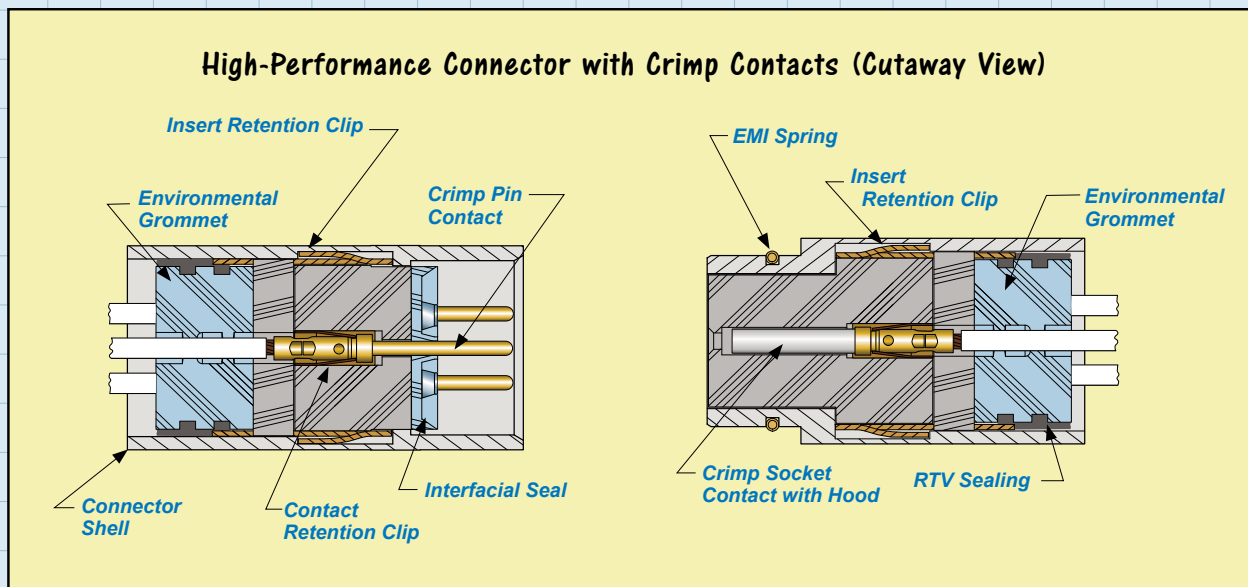 High-Performance Connector with Crimp Contacts (Cutaway View)
Insert Retention Clip
Environmental
Grommet
Crimp Pin
Contact
Connector
Shell
Contact
Retention Clip
Interfacial Seal
EMI Spring
Insert
Retention Clip
Environmental
Grommet
Crimp Socket
Contact with Hood
RTV Sealing